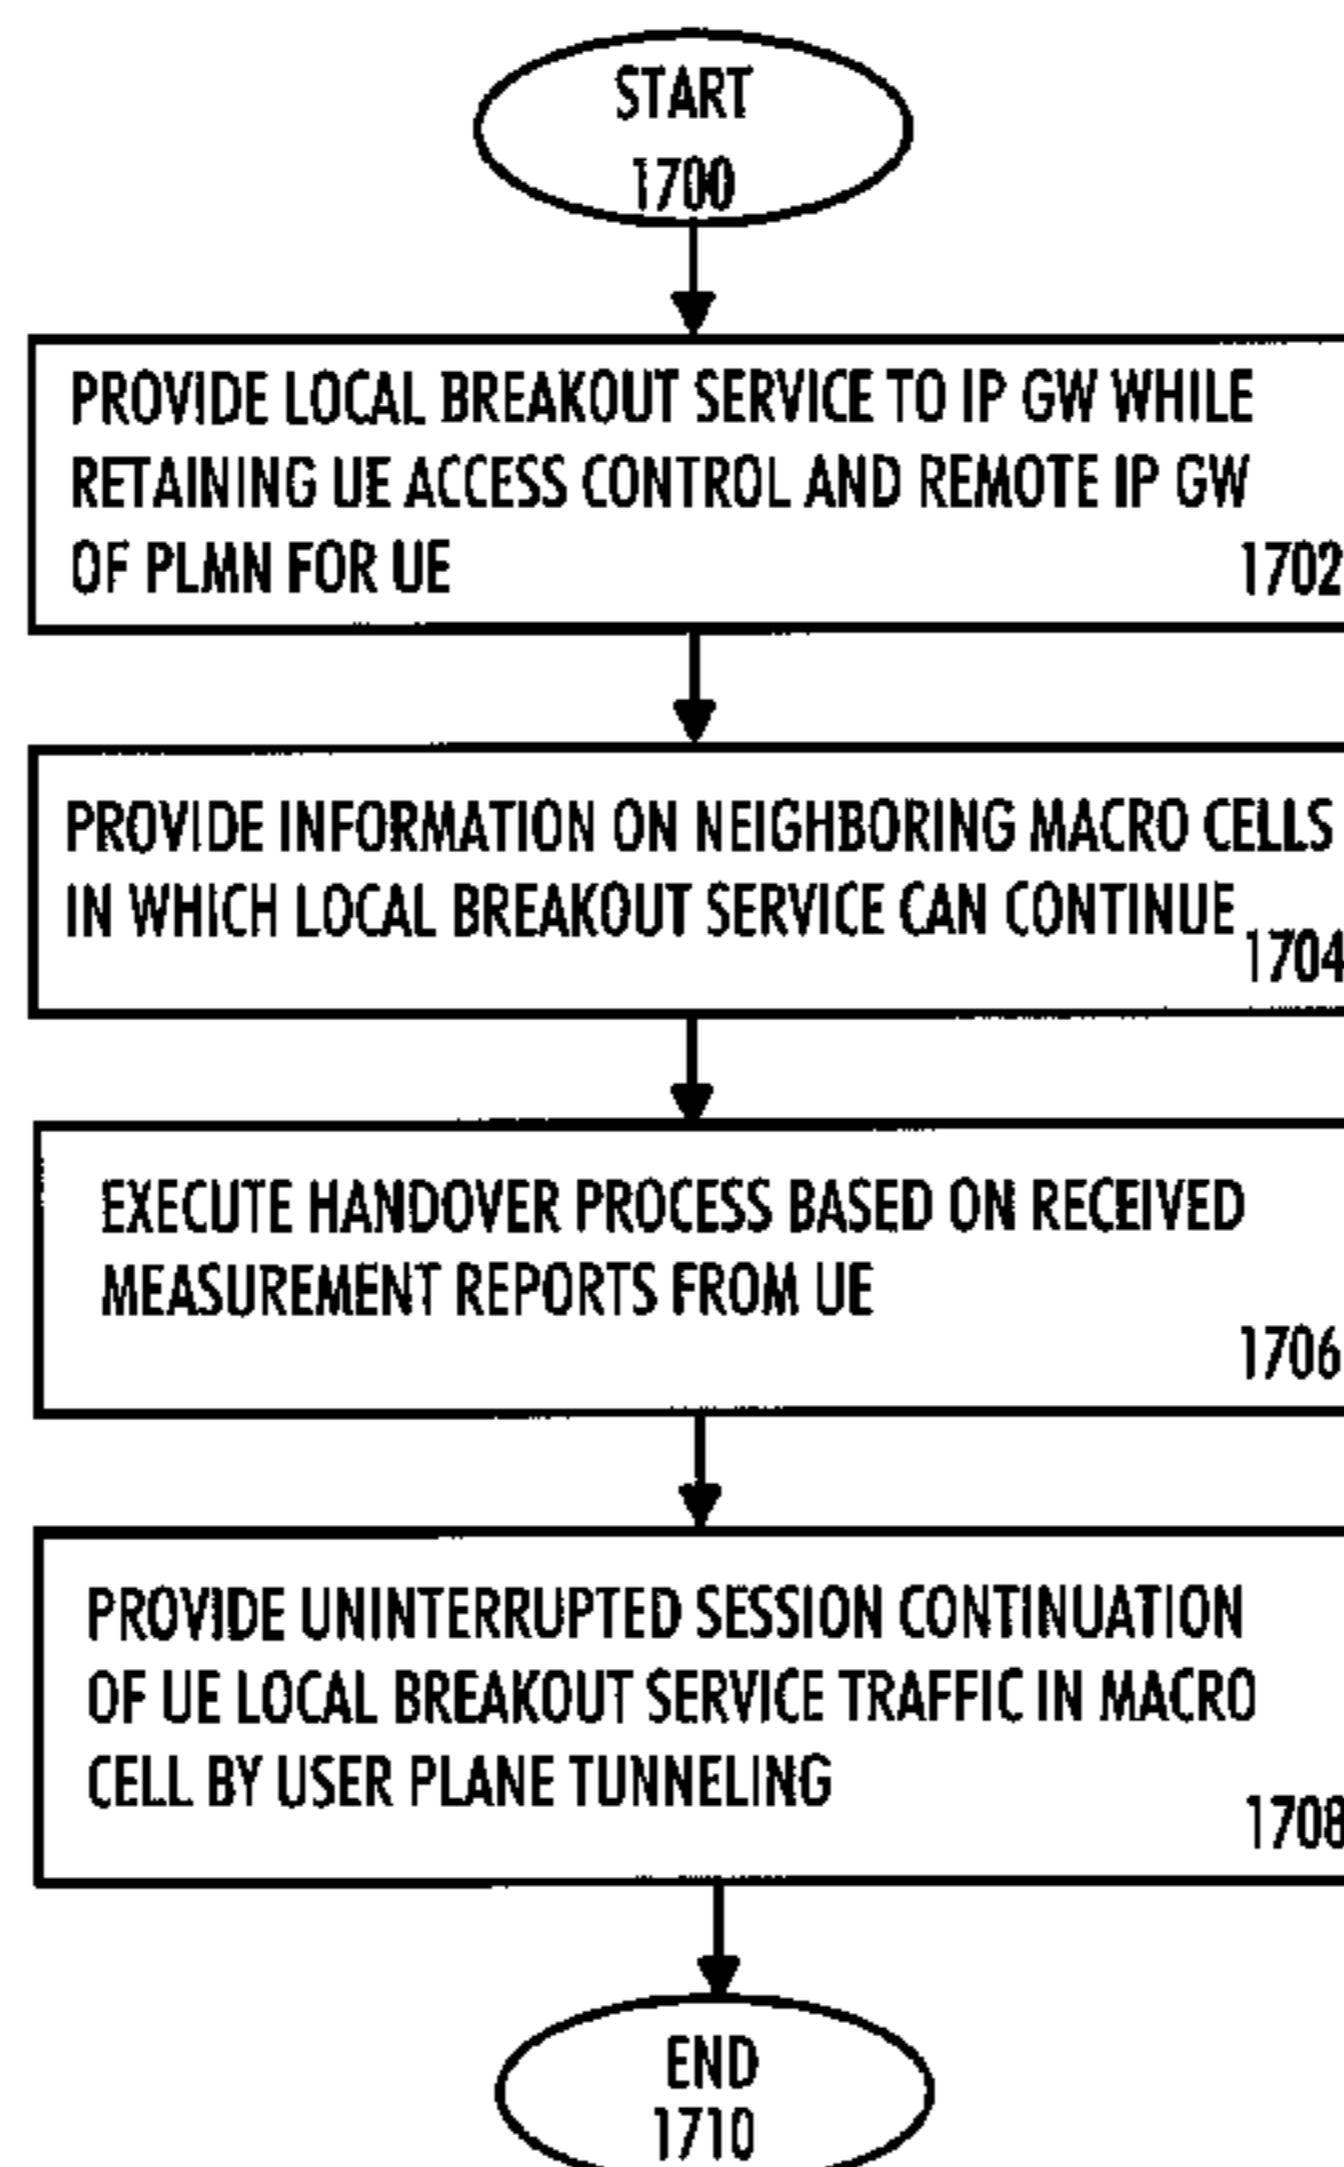 START
1700
PROVIDE LOCAL BREAKOUT SERVICE TO IP GW WHILE
RETAINING UE ACCESS CONTROL AND REMOTE IP GW
OF PLMN FOR UE
1702
PROVIDE INFORMATION ON NEIGHBORING MACRO CELLS
IN WHICH LOCAL BREAKOUT SERVICE CAN CONTINUE
1704
EXECUTE HANDOVER PROCESS BASED ON RECEIVED
MEASUREMENT REPORTS FROM UE
1706
PROVIDE UNINTERRUPTED SESSION CONTINUATION
OF UE LOCAL BREAKOUT SERVICE TRAFFIC IN MACRO
CELL BY USER PLANE TUNNELING
1708
END
1710